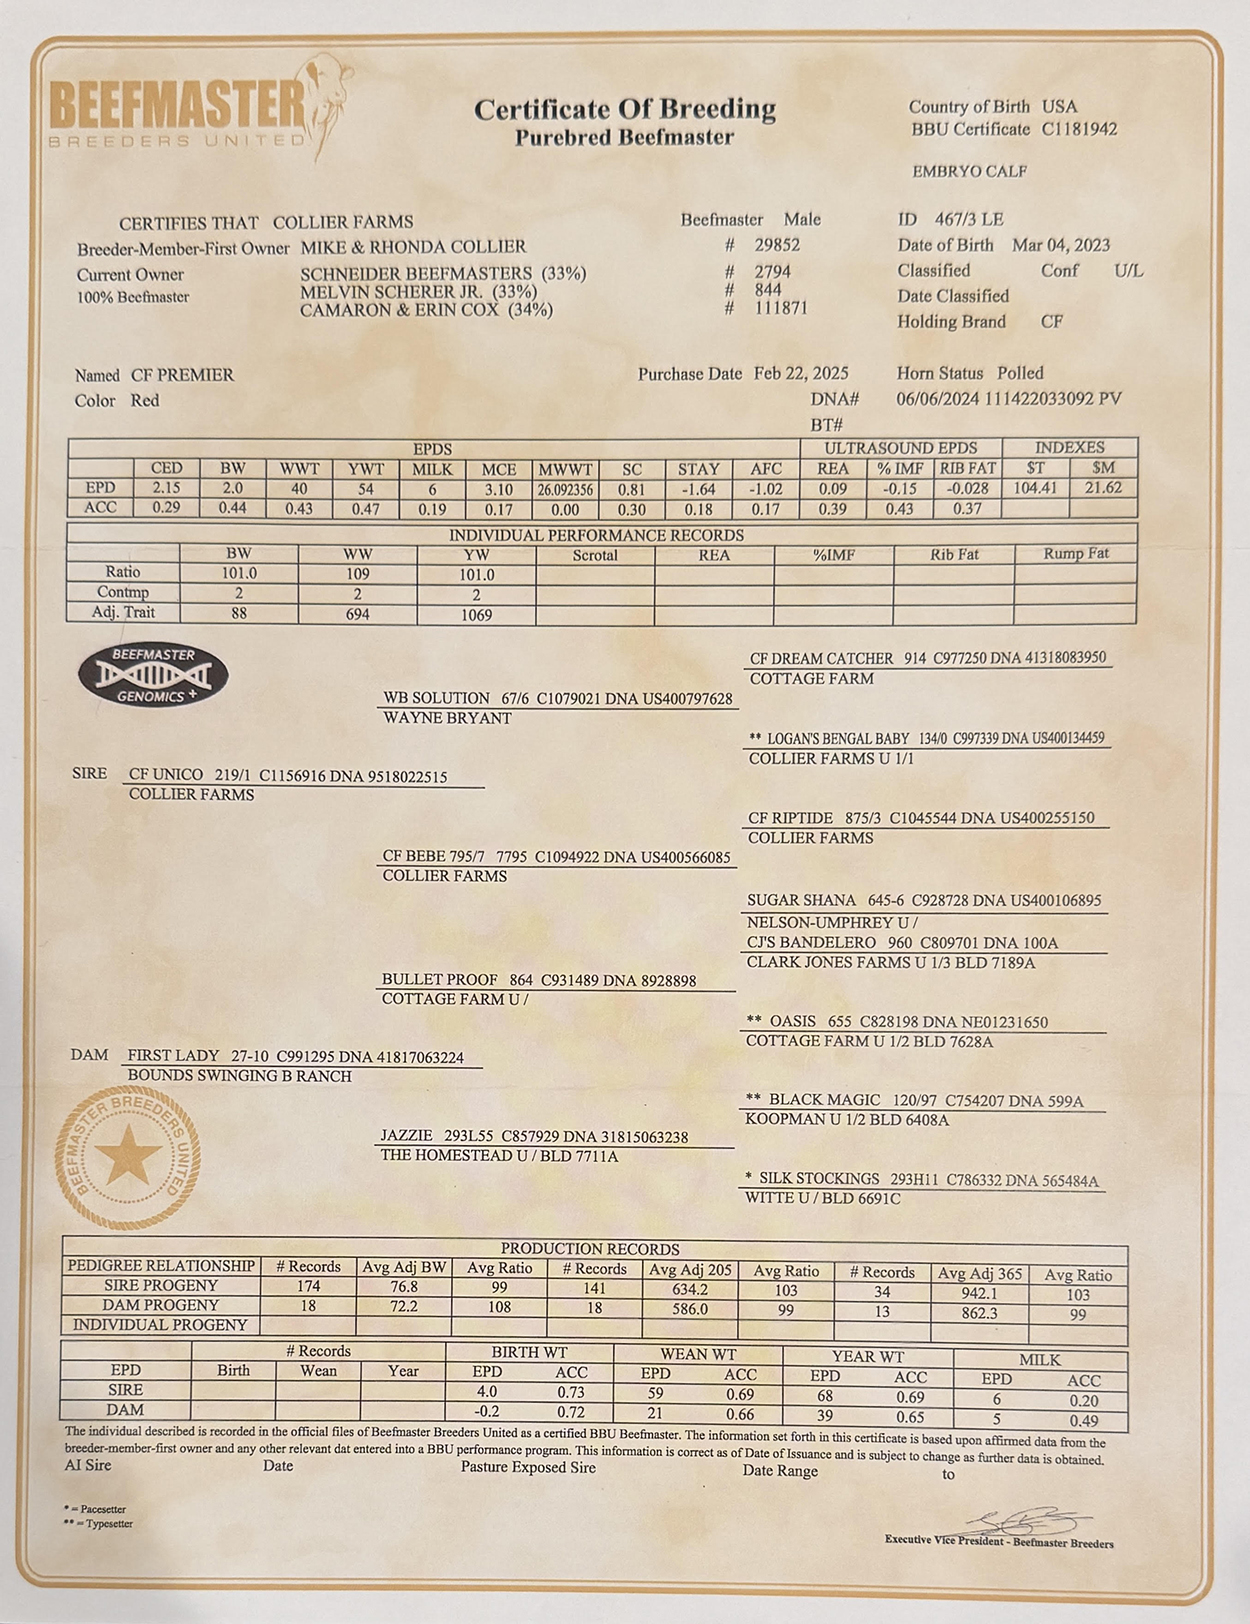 BEEFMASTER
BREEDERS UNITED
Certificate Of Breeding
Purebred Beefmaster
Country of Birth USA
BBU Certificate C1181942
EMBRYO CALF
CERTIFIES THAT COLLIER FARMS Beefmaster Male ID 467/3 LE
Breeder-Member-First Owner MIKE & RHONDA COLLIER # 29852 Date of Birth Mar 04, 2023
Current Owner SCHNEIDER BEEFMASTERS (33%) # 2794 Classified Conf U/L
100% Beefmaster MELVIN SCHERER JR. (33%) # 844 Date Classified
CAMARON & ERIN COX (34%) # 111871 Holding Brand CF
Named CF PREMIER Purchase Date Feb 22, 2025 Horn Status Polled
Color Red DNA# 06/06/2024 111422033092 PV
BT#
EPDS ULTRASOUND EPDS INDEXES
CED BW WWT YWT MILK MCE MWWT SC STAY AFC REA % IMF RIB FAT $T $M
EPD 2.15 2.0 40 54 6 3.10 26.092356 0.81 -1.64 -1.02 0.09 -0.15 -0.028 104.41 21.62
ACC 0.29 0.44 0.43 0.47 0.19 0.17 0.00 0.30 0.18 0.17 0.39 0.43 0.37
INDIVIDUAL PERFORMANCE RECORDS
BW WW YW Scrotal REA %IMF Rib Fat Rump Fat
Ratio 101.0 109 101.0
Contmp 2 2 2
Adj. Trait 88 694 1069
BEEFMASTER
GENOMICS +
CF DREAM CATCHER 914 C977250 DNA 41318083950
COTTAGE FARM
WB SOLUTION 67/6 C1079021 DNA US400797628
WAYNE BRYANT
** LOGAN'S BENGAL BABY 134/0 C997339 DNA US400134459
COLLIER FARMS U 1/1
SIRE CF UNICO 219/1 C1156916 DNA 9518022515
COLLIER FARMS
CF RIPTIDE 875/3 C1045544 DNA US400255150
COLLIER FARMS
CF BEBE 795/7 7795 C1094922 DNA US400566085
COLLIER FARMS
SUGAR SHANA 645-6 C928728 DNA US400106895
NELSON-UMPHREY U /
CJ'S BANDELERO 960 C809701 DNA 100A
CLARK JONES FARMS U 1/3 BLD 7189A
BULLET PROOF 864 C931489 DNA 8928898
COTTAGE FARM U /
** OASIS 655 C828198 DNA NE01231650
COTTAGE FARM U 1/2 BLD 7628A
DAM FIRST LADY 27-10 C991295 DNA 41817063224
BOUNDS SWINGING B RANCH
** BLACK MAGIC 120/97 C754207 DNA 599A
KOOPMAN U 1/2 BLD 6408A
JAZZIE 293L55 C857929 DNA 31815063238
THE HOMESTEAD U / BLD 7711A
* SILK STOCKINGS 293H11 C786332 DNA 565484A
WITTE U / BLD 6691C
BEEFMASTER BREEDERS UNITED
PRODUCTION RECORDS
PEDIGREE RELATIONSHIP # Records Avg Adj BW Avg Ratio # Records Avg Adj 205 Avg Ratio # Records Avg Adj 365 Avg Ratio
SIRE PROGENY 174 76.8 99 141 634.2 103 34 942.1 103
DAM PROGENY 18 72.2 108 18 586.0 99 13 862.3 99
INDIVIDUAL PROGENY
# Records BIRTH WT WEAN WT YEAR WT MILK
EPD Birth Wean Year EPD ACC EPD ACC EPD ACC EPD ACC
SIRE 4.0 0.73 59 0.69 68 0.69 6 0.20
DAM -0.2 0.72 21 0.66 39 0.65 5 0.49
The individual described is recorded in the official files of Beefmaster Breeders United as a certified BBU Beefmaster. The information set forth in this certificate is based upon affirmed data from the
breeder-member-first owner and any other relevant dat entered into a BBU performance program. This information is correct as of Date of Issuance and is subject to change as further data is obtained.
AI Sire Date Pasture Exposed Sire Date Range to
* = Pacesetter
** = Typesetter
Executive Vice President - Beefmaster Breeders